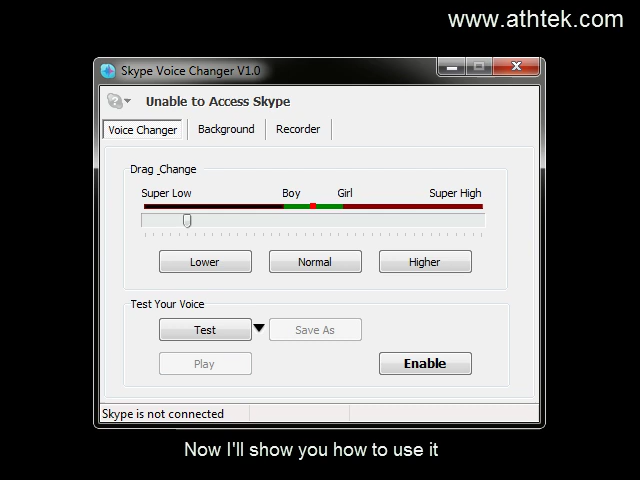 www.athtek.com
Skype Voice Changer V1.0
Unable to Access Skype
Voice Changer Background Recorder
Drag _Change
Super Low Boy Girl Super High
Lower Normal Higher
Test Your Voice
Test Save As
Play Enable
Skype is not connected
Now I'll show you how to use it